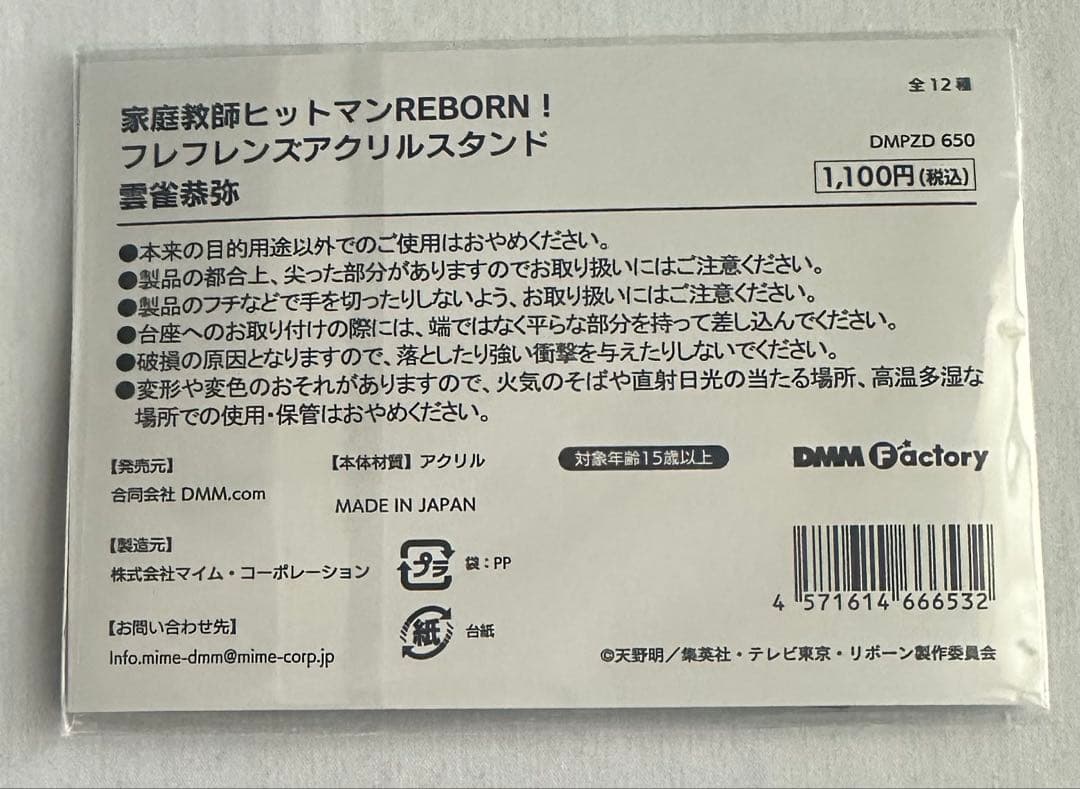 全12種
家庭教師ヒットマンREBORN！
フレフレンズアクリルスタンド
雲雀恭弥
DMPZD 650
1,100円(税込)
●本来の目的用途以外でのご使用はおやめください。
●製品の都合上、尖った部分がありますのでお取り扱いにはご注意ください。
●製品のフチなどで手を切ったりしないよう、お取り扱いにはご注意ください。
●台座へのお取り付けの際には、端ではなく平らな部分を持って差し込んでください。
●破損の原因となりますので、落としたり強い衝撃を与えたりしないでください。
●変形や変色のおそれがありますので、火気のそばや直射日光の当たる場所、高温多湿な
場所での使用・保管はおやめください。
【発売元】
合同会社 DMM.com
【本体材質】アクリル
MADE IN JAPAN
対象年齢15歳以上
DMM Factory
【製造元】
株式会社マイム・コーポレーション
プラ
袋：PP
【お問い合わせ先】
Info.mime-dmm@mime-corp.jp
紙
台紙
4 571614 666532
©天野明／集英社・テレビ東京・リボーン製作委員会